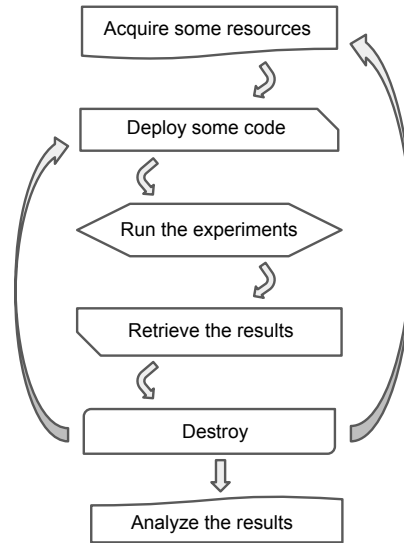 Acquire some resources
Deploy some code
Run the experiments
Retrieve the results
Destroy
Analyze the results